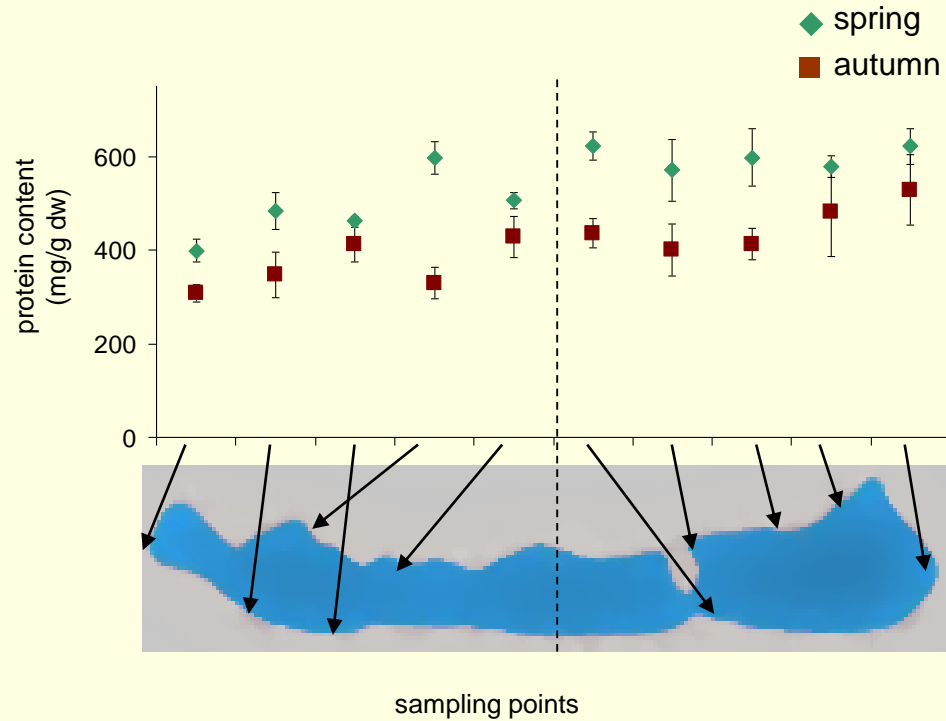 spring
autumn
protein content
(mg/g dw)
600
400
200
0
sampling points